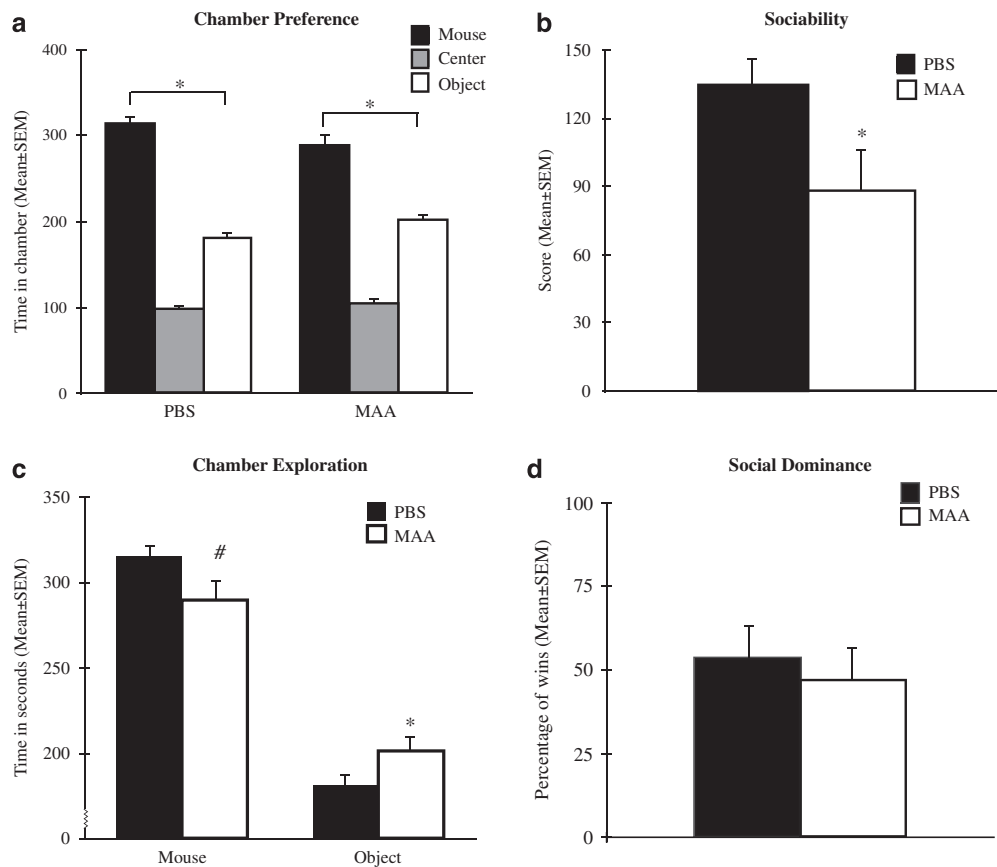 a
Chamber Preference
Mouse
Center
Object
400
300
200
100
0
Time in chamber (Mean±SEM)
*
*
PBS
MAA
b
Sociability
PBS
MAA
150
120
90
60
30
0
Score (Mean±SEM)
*
c
Chamber Exploration
PBS
MAA
350
300
250
200
0
Time in seconds (Mean±SEM)
#
*
Mouse
Object
d
Social Dominance
PBS
MAA
100
75
50
25
0
Percentage of wins (Mean±SEM)